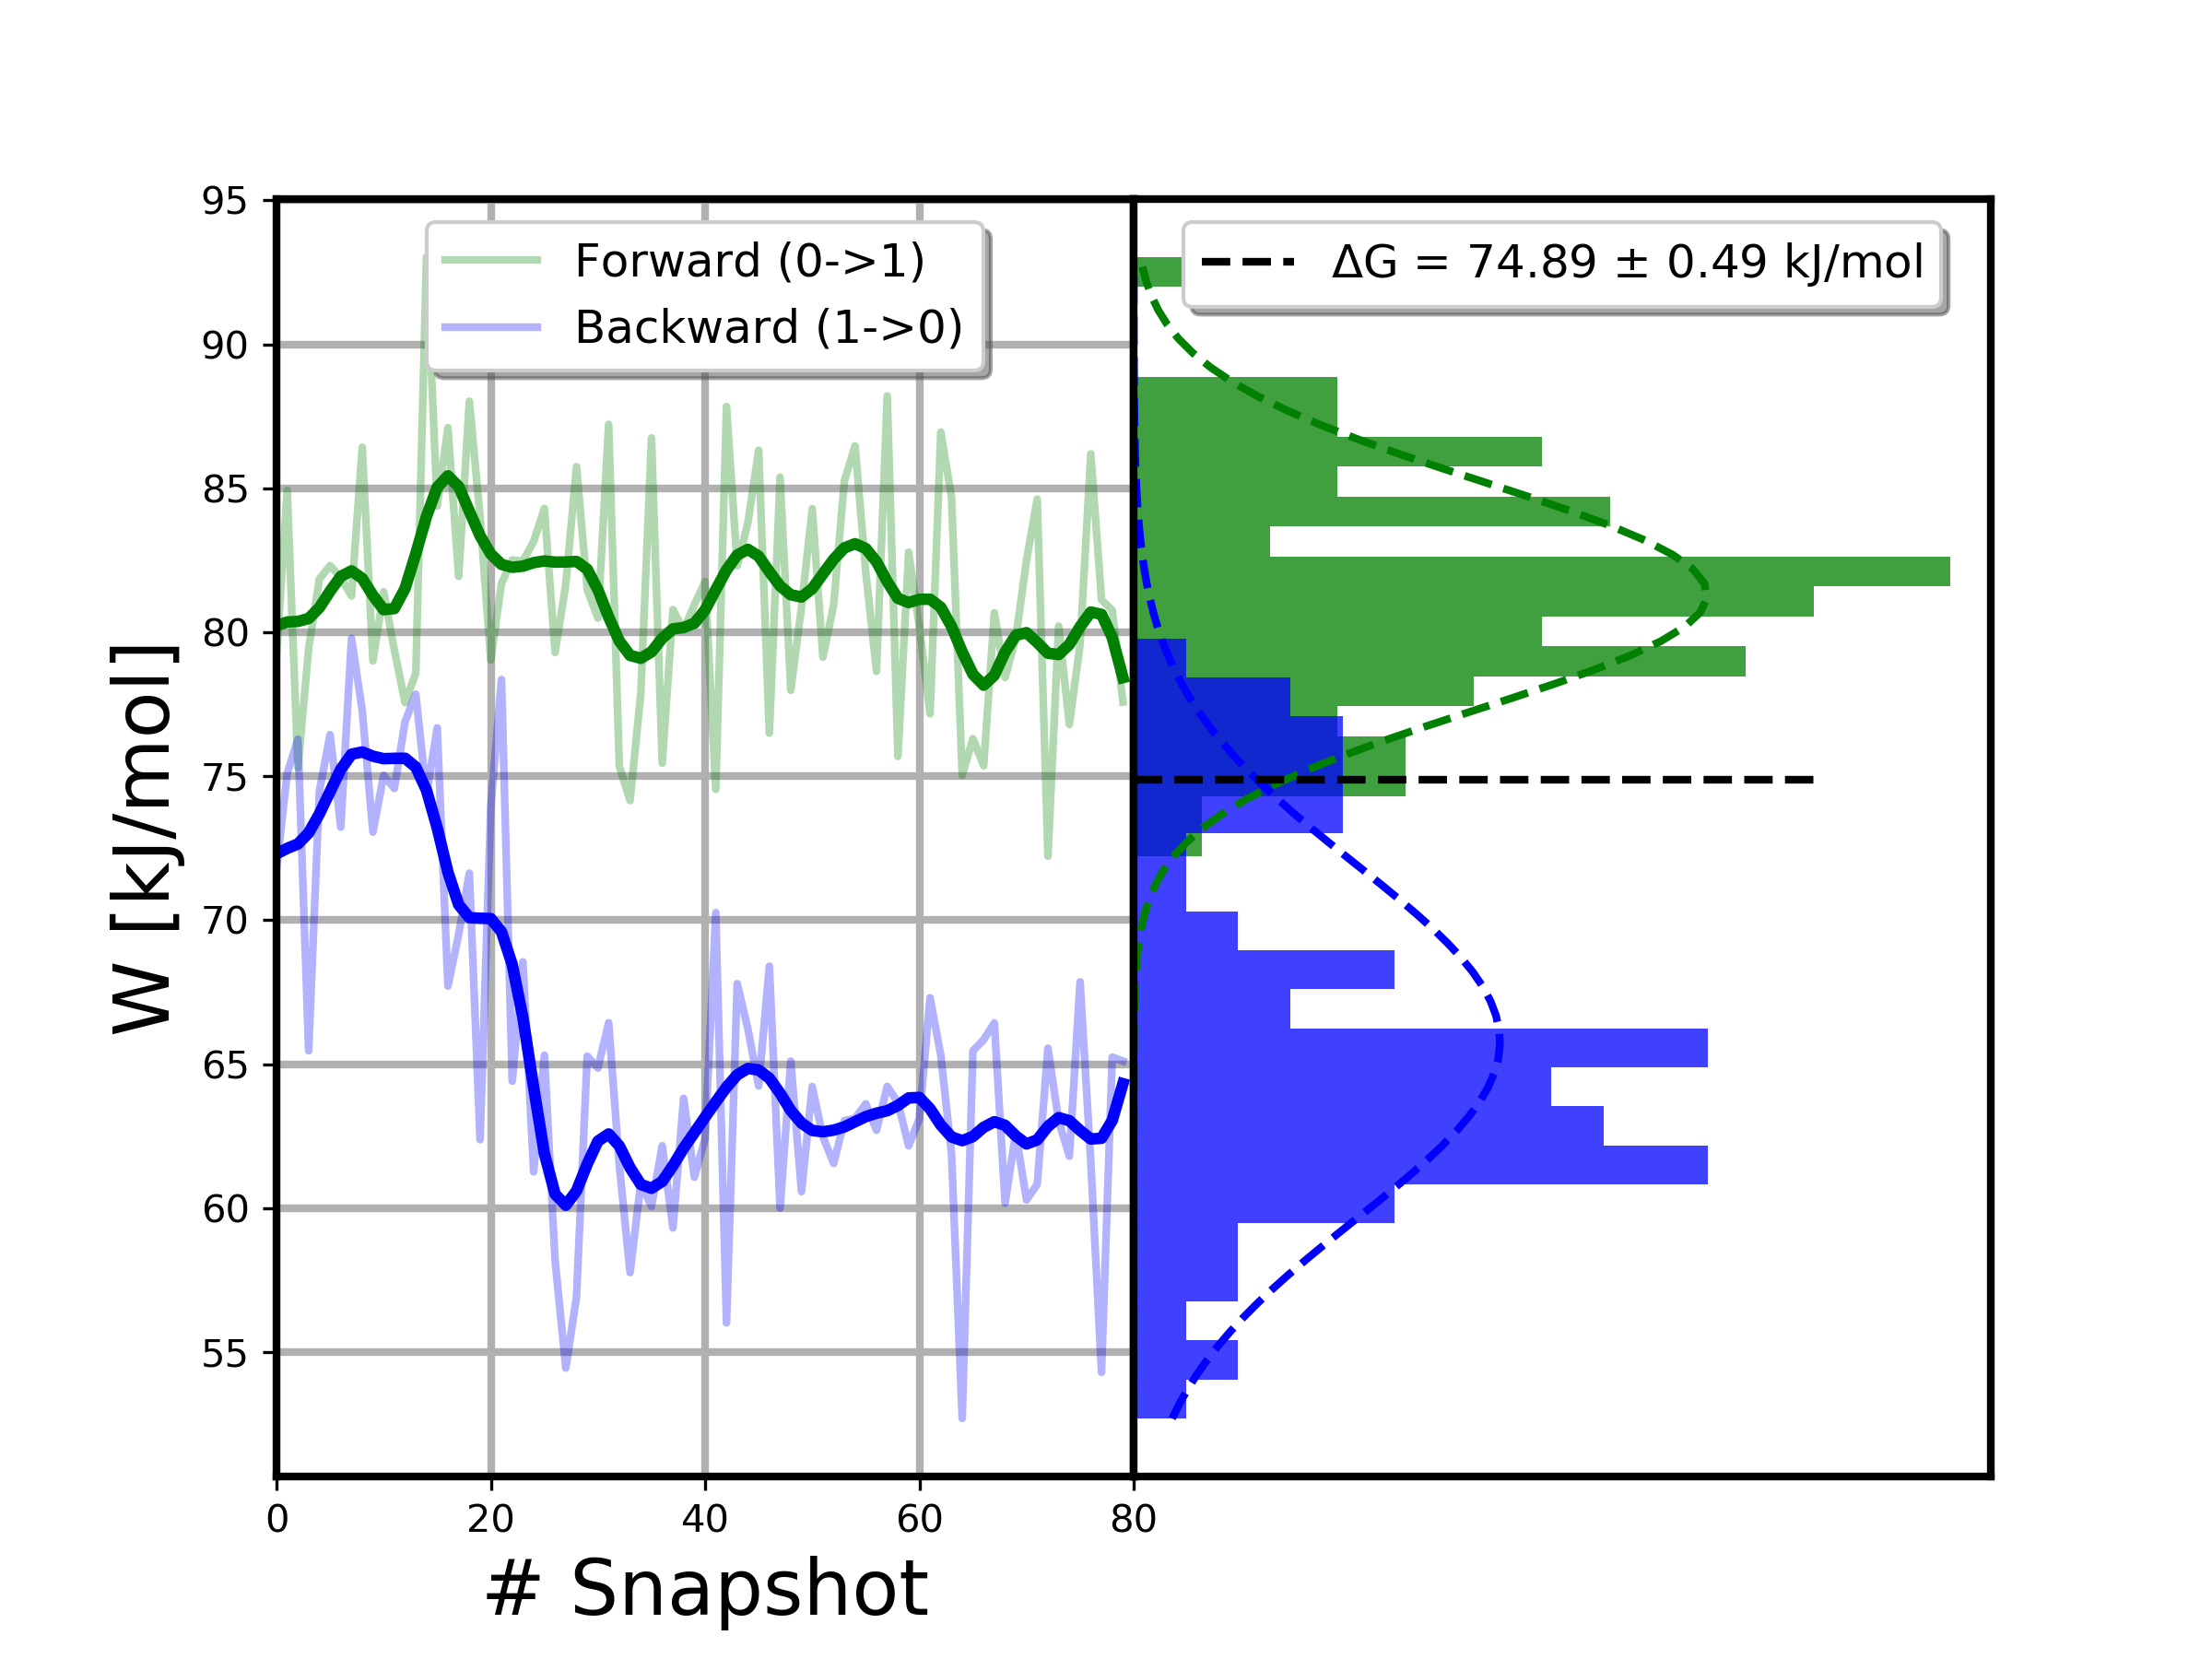 95
90
85
80
75
70
65
60
55
W [kJ/mol]
Forward (0->1)
Backward (1->0)
ΔG = 74.89 ± 0.49 kJ/mol
0 20 40 60 80
# Snapshot